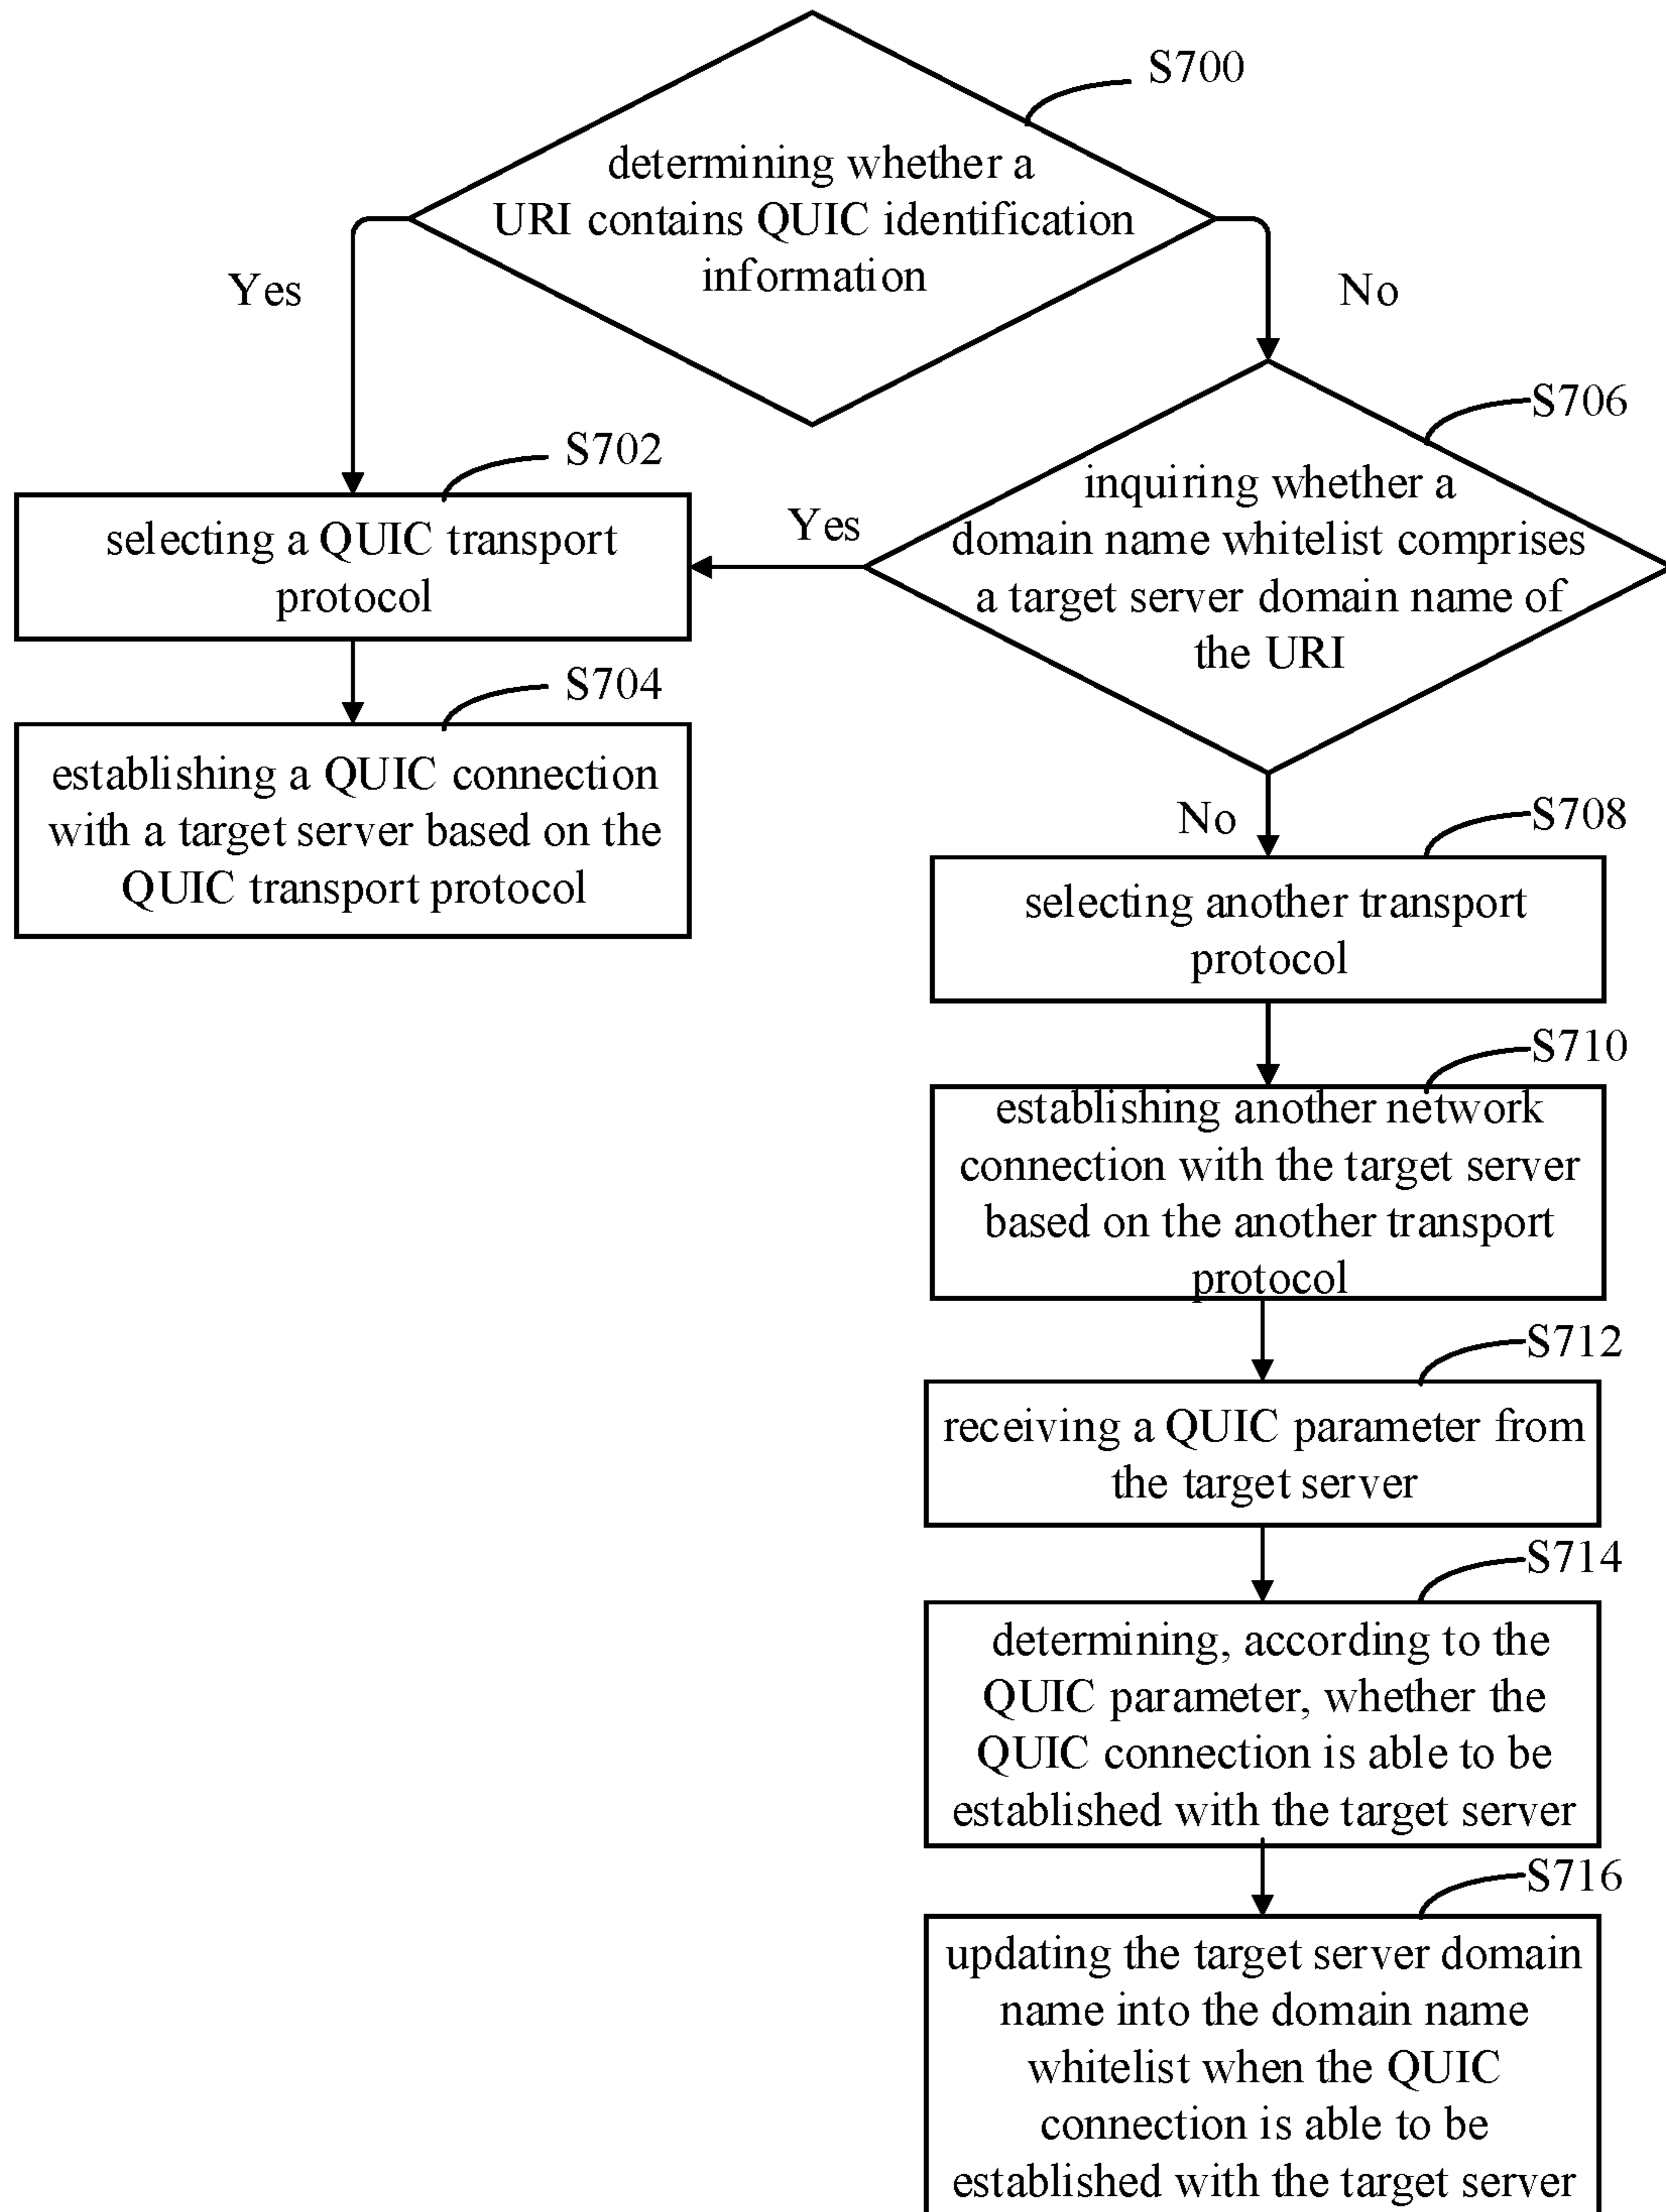 S700
determining whether a
URI contains QUIC identification
information
Yes
No
S706
inquiring whether a
domain name whitelist comprises
a target server domain name of
the URI
Yes
S702
selecting a QUIC transport
protocol
S704
establishing a QUIC connection
with a target server based on the
QUIC transport protocol
No
S708
selecting another transport
protocol
S710
establishing another network
connection with the target server
based on the another transport
protocol
S712
receiving a QUIC parameter from
the target server
S714
determining, according to the
QUIC parameter, whether the
QUIC connection is able to be
established with the target server
S716
updating the target server domain
name into the domain name
whitelist when the QUIC
connection is able to be
established with the target server